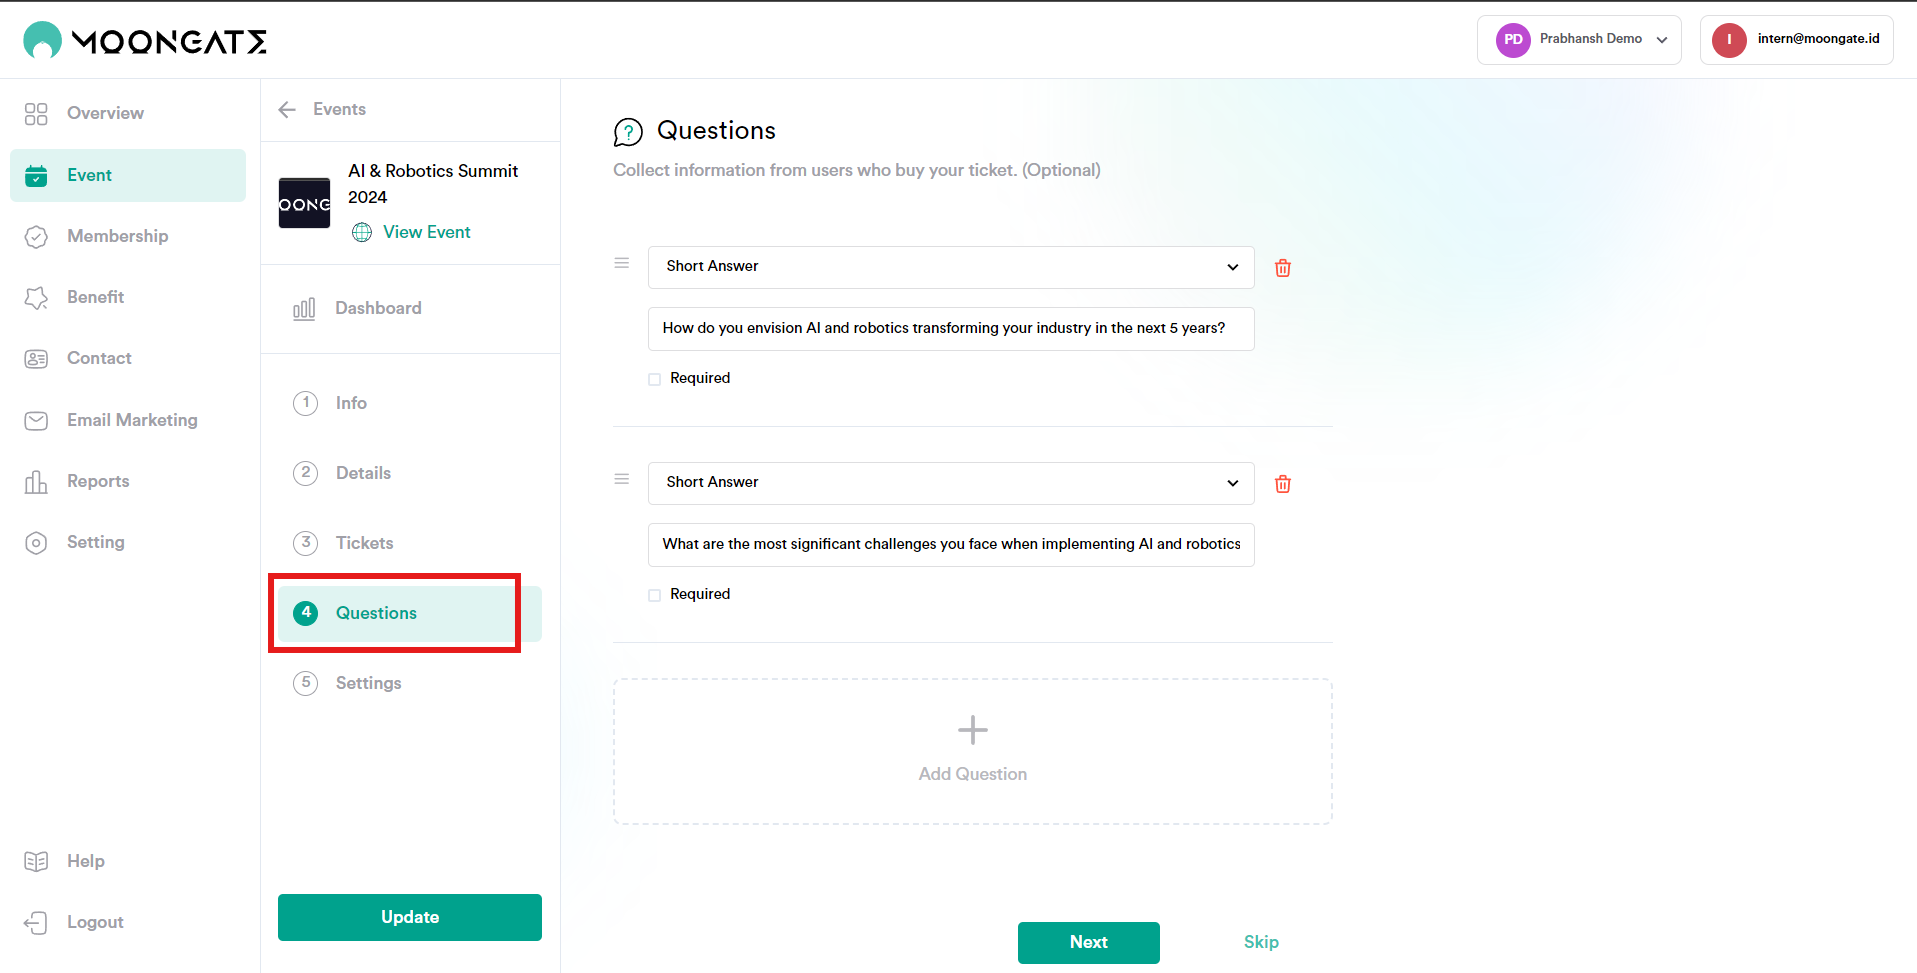 MOONGATE
PD Prabhansh Demo
I intern@moongate.id
Overview
Event
Membership
Benefit
Contact
Email Marketing
Reports
Setting
Help
Logout
Events
OONG
AI & Robotics Summit
2024
View Event
Dashboard
1 Info
2 Details
3 Tickets
4 Questions
5 Settings
Update
? Questions
Collect information from users who buy your ticket. (Optional)
Short Answer
How do you envision AI and robotics transforming your industry in the next 5 years?
Required
Short Answer
What are the most significant challenges you face when implementing AI and robotics
Required
Add Question
Next
Skip